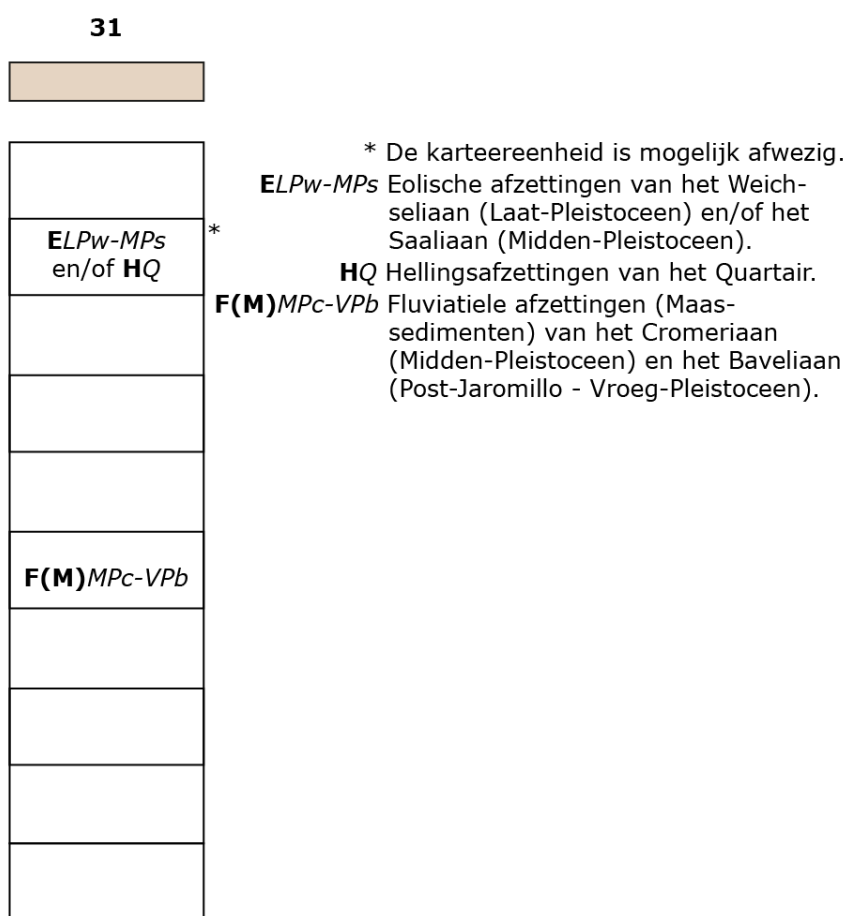 31
* De karteereenheid is mogelijk afwezig.
ELPw-MPs Eolische afzettingen van het Weich-
seliaan (Laat-Pleistoceen) en/of het
Saaliaan (Midden-Pleistoceen).
HQ Hellingsafzettingen van het Quartair.
F(M)MPc-VPb Fluviatiele afzettingen (Maas-
sedimenten) van het Cromeriaan
(Midden-Pleistoceen) en het Baveliaan
(Post-Jaromillo - Vroeg-Pleistoceen).
ELPw-MPs *
en/of HQ
F(M)MPc-VPb